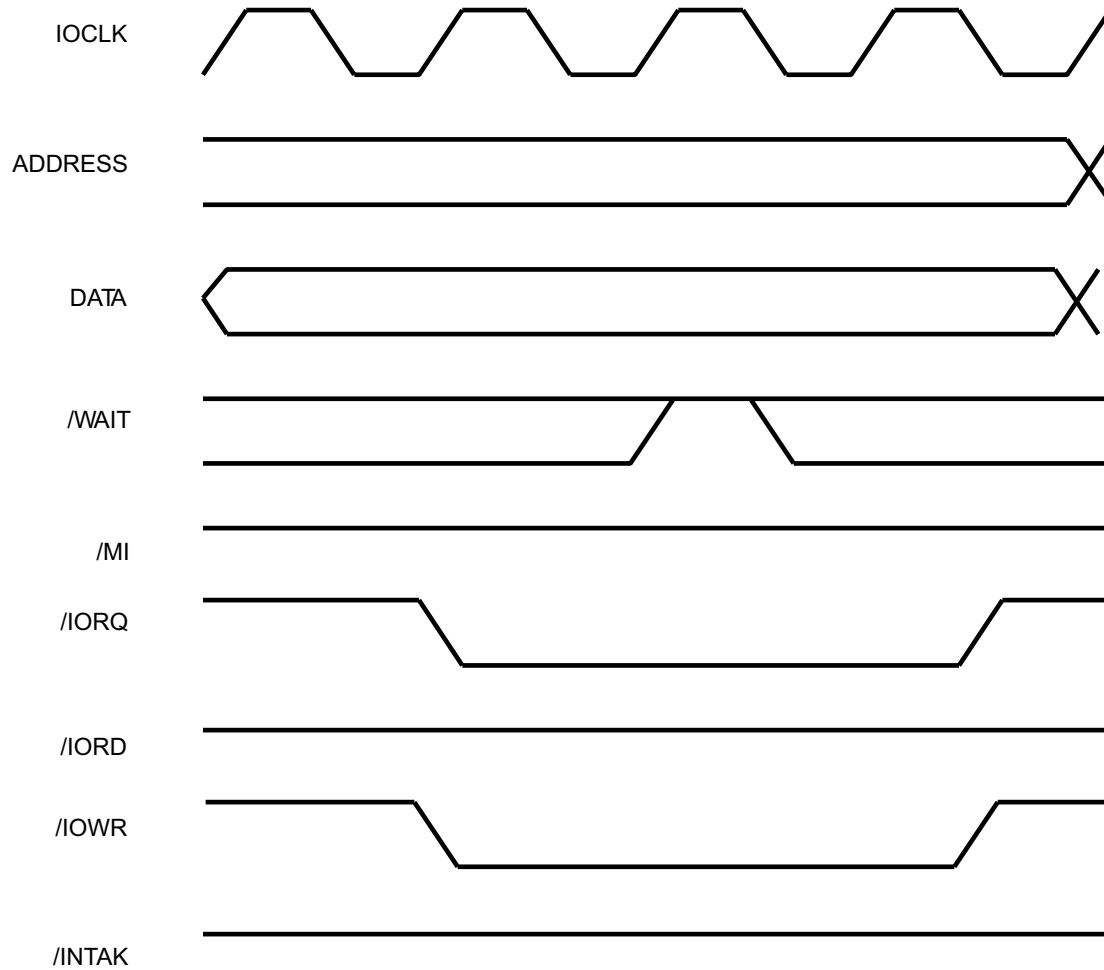 IOCLK
ADDRESS
DATA
/WAIT
/MI
/IORQ
/IORD
/IOWR
/INTAK